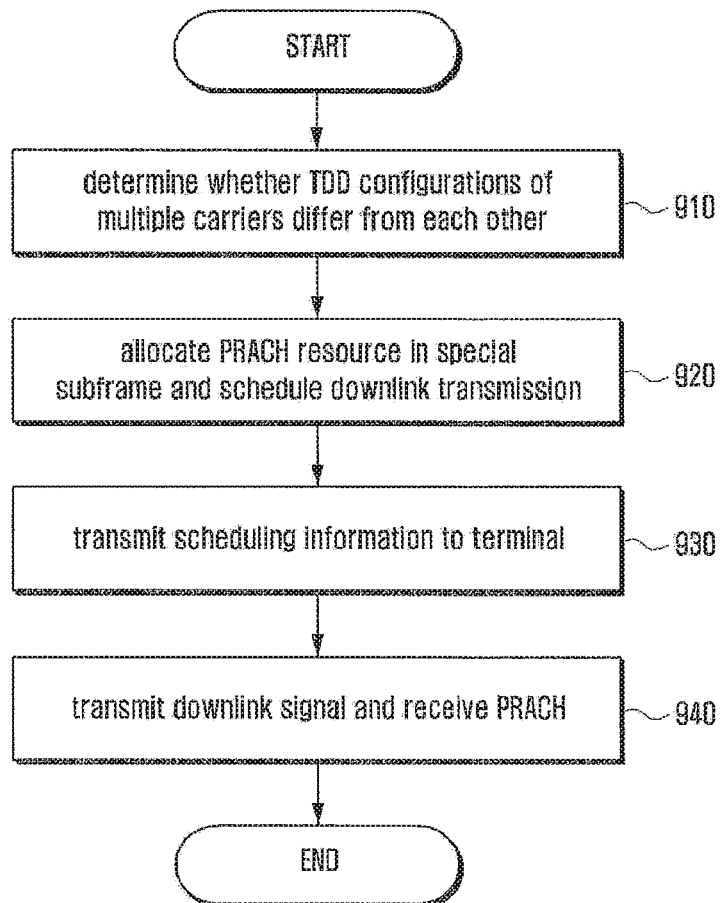 START
determine whether TDD configurations of
multiple carriers differ from each other
910
allocate PRACH resource in special
subframe and schedule downlink transmission
920
transmit scheduling information to terminal
930
transmit downlink signal and receive PRACH
940
END